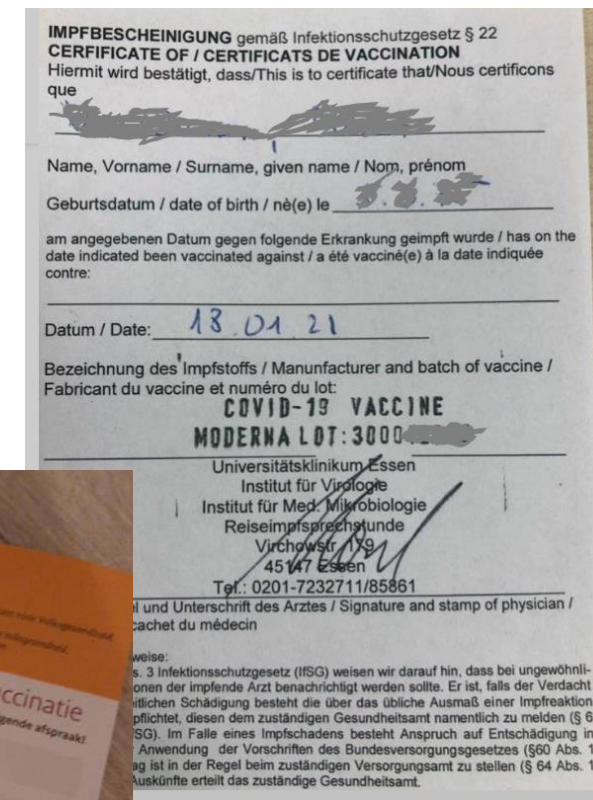 IMPFBESCHEINIGUNG gemäß Infektionsschutzgesetz § 22
CERFIFICATE OF / CERTIFICATS DE VACCINATION
Hiermit wird bestätigt, dass/This is to certificate that/Nous certificons
que
Name, Vorname / Surname, given name / Nom, prénom
Geburtsdatum / date of birth / nè(e) le
am angegebenen Datum gegen folgende Erkrankung geimpft wurde / has on the
date indicated been vaccinated against / a été vacciné(e) à la date indiquée
contre:
Datum / Date: 18.01.21
Bezeichnung des Impfstoffs / Manunfacturer and batch of vaccine /
Fabricant du vaccine et numéro du lot:
COVID-19 VACCINE
MODERNA LOT:3000
Universitätsklinikum Essen
Institut für Virologie
Institut für Med. Mikrobiologie
Reiseimpfsprechstunde
Virchowstr. 179
45147 Essen
Tel.: 0201-7232711/85861
l und Unterschrift des Arztes / Signature and stamp of physician /
cachet du médecin
weise:
s. 3 Infektionsschutzgesetz (IfSG) weisen wir darauf hin, dass bei ungewöhnli-
onen der impfende Arzt benachrichtigt werden sollte. Er ist, falls der Verdacht
itlichen Schädigung besteht die über das übliche Ausmaß einer Impfreaktion
pflichtet, diesen dem zuständigen Gesundheitsamt namentlich zu melden (§ 6
SG). Im Falle eines Impfschadens besteht Anspruch auf Entschädigung in
Anwendung der Vorschriften des Bundesversorgungsgesetzes (§60 Abs. 1
ag ist in der Regel beim zuständigen Versorgungsamt zu stellen (§ 64 Abs. 1
Auskünfte erteilt das zuständige Gesundheitsamt.
ccinatie
gende afspraak!